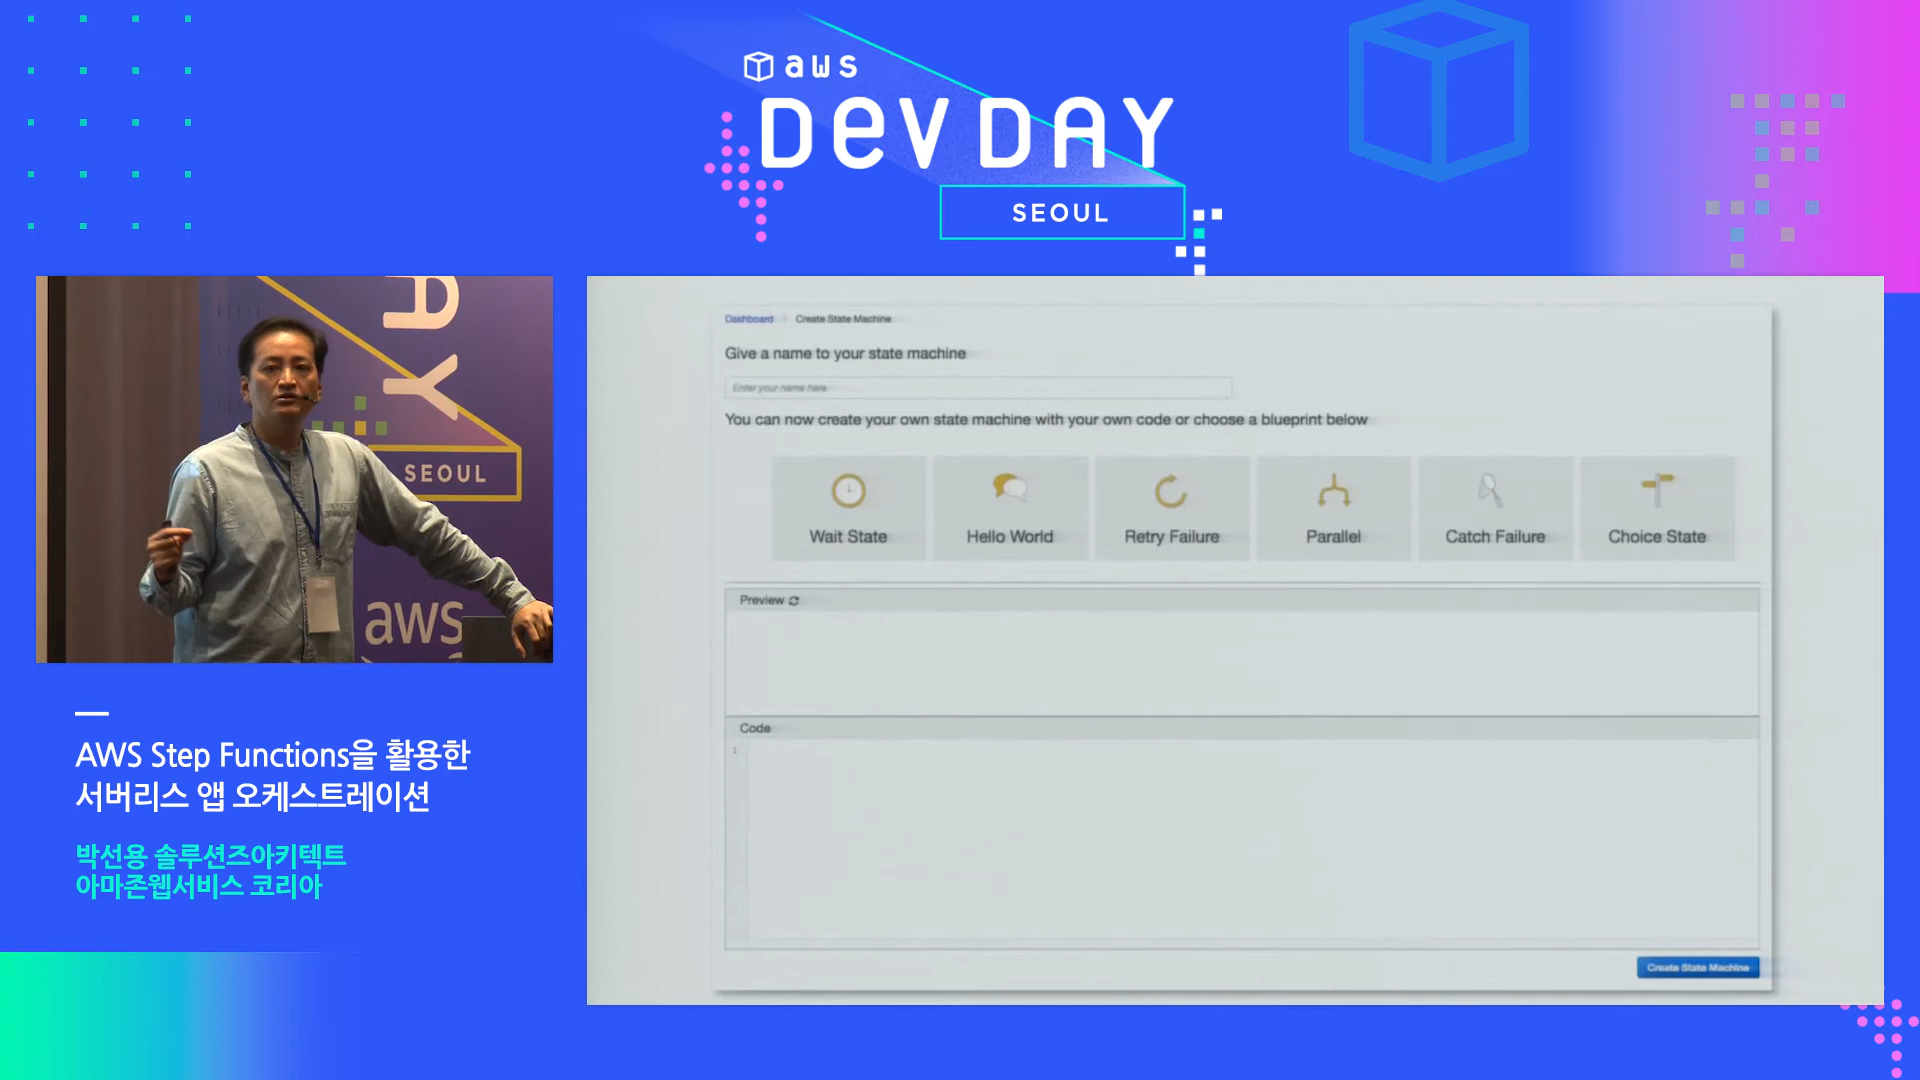 aws
DEV DAY
SEOUL
AY
SEOUL
aws
AWS Step Functions을 활용한
서버리스 앱 오케스트레이션
박선용 솔루션즈아키텍트
아마존웹서비스 코리아
Dashboard Create State Machine
Give a name to your state machine
Enter your name here
You can now create your own state machine with your own code or choose a blueprint below
Wait State
Hello World
Retry Failure
Parallel
Catch Failure
Choice State
Preview
Code
1
Create State Machine